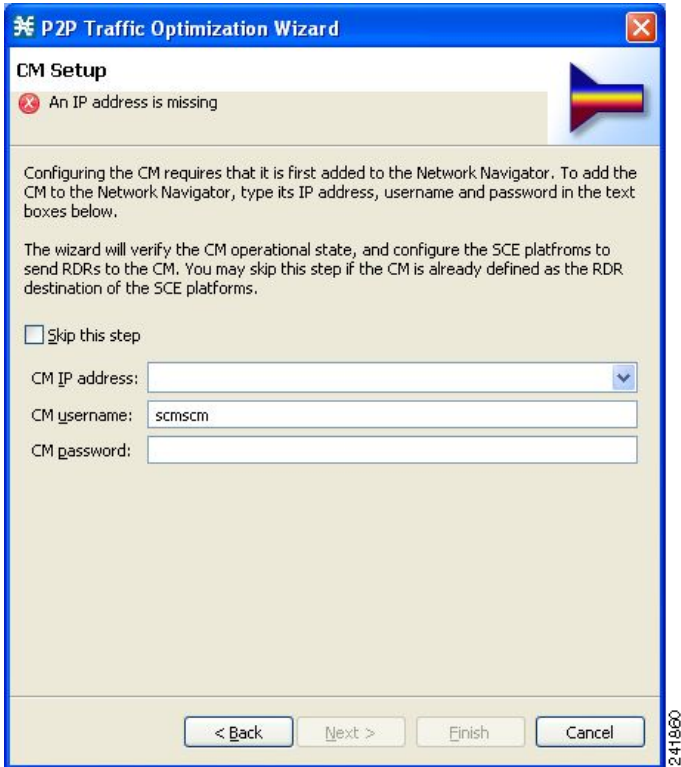 P2P Traffic Optimization Wizard
CM Setup
An IP address is missing
Configuring the CM requires that it is first added to the Network Navigator. To add the
CM to the Network Navigator, type its IP address, username and password in the text
boxes below.
The wizard will verify the CM operational state, and configure the SCE platfroms to
send RDRs to the CM. You may skip this step if the CM is already defined as the RDR
destination of the SCE platforms.
Skip this step
CM IP address:
CM username: scmscm
CM password:
< Back Next > Finish Cancel
241860